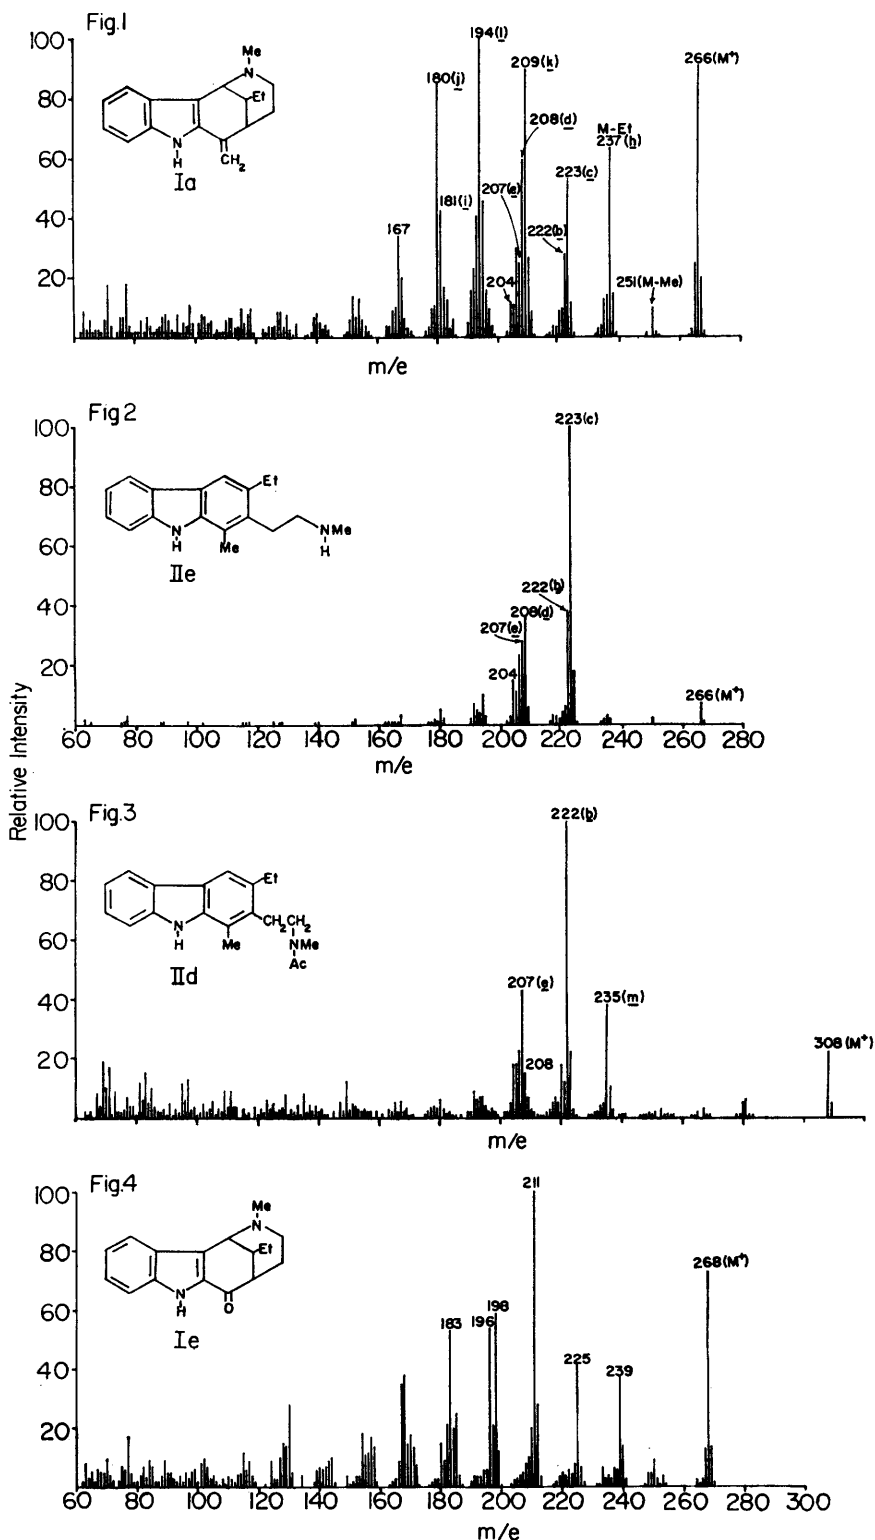 Relative Intensity
Fig.1
100
80
60
40
20
Me
N
Et
N
H
CH2
Ia
167
180(j)
181(i)
194(l)
204
207(e)
209(k)
208(d)
222(b)
223(c)
M-Et
237(h)
251(M-Me)
266(M+)
m/e
Fig2
100
80
60
40
20
Et
N
H
Me
NMe
H
IIe
204
207(e)
208(d)
222(b)
223(c)
266(M+)
60 80 100 120 140 160 180 200 220 240 260 280
m/e
Fig.3
100
80
60
40
20
Et
N
H
Me
CH2CH2
NMe
Ac
IId
207(e)
208
222(b)
235(m)
308(M+)
m/e
Fig.4
100
80
60
40
20
Me
N
Et
N
H
O
Ie
183
196
198
211
225
239
268(M+)
60 80 100 120 140 160 180 200 220 240 260 280 300
m/e